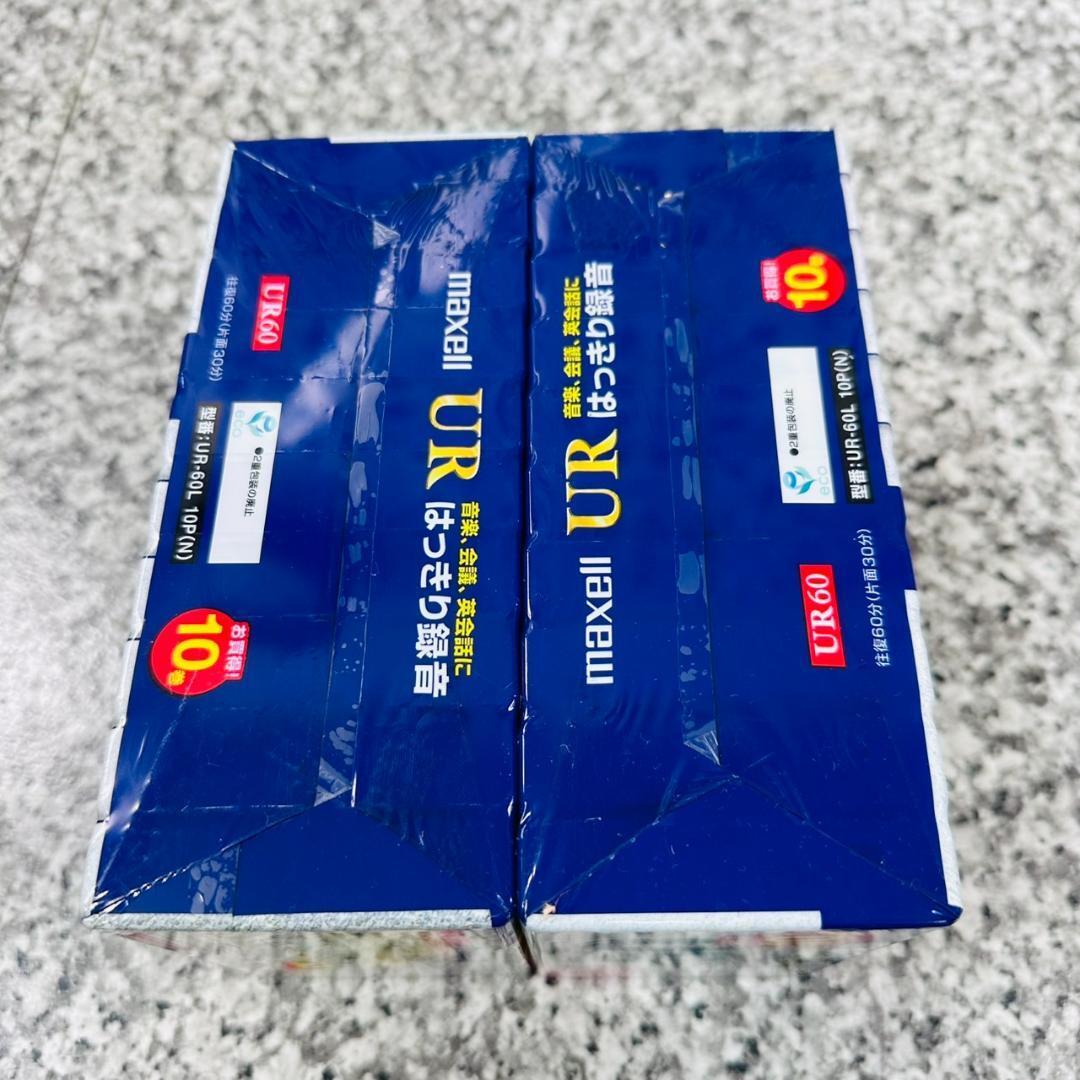 maxell UR 音楽、会議、英会話に
はっきり録音
UR60
往復60分(片面30分)
型番:UR-60L 10P(N)
eco
●2重包装の廃止
お買得!
10巻
maxell UR 音楽、会議、英会話に
はっきり録音
お買得!
10巻
eco
●2重包装の廃止
型番:UR-60L 10P(N)
UR60
往復60分(片面30分)